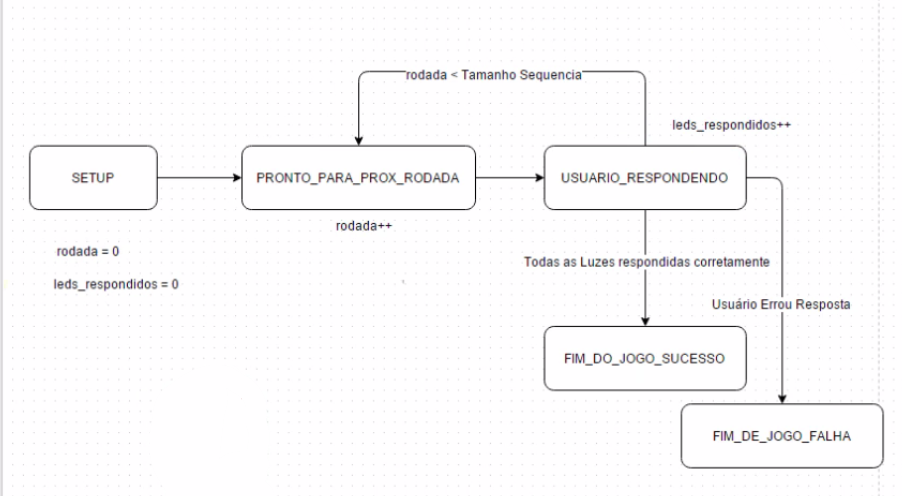 rodada < Tamanho Sequencia
leds_respondidos++
SETUP
PRONTO_PARA_PROX_RODADA
USUARIO_RESPONDENDO
rodada++
rodada = 0
leds_respondidos = 0
Todas as Luzes respondidas corretamente
Usuário Errou Resposta
FIM_DO_JOGO_SUCESSO
FIM_DE_JOGO_FALHA